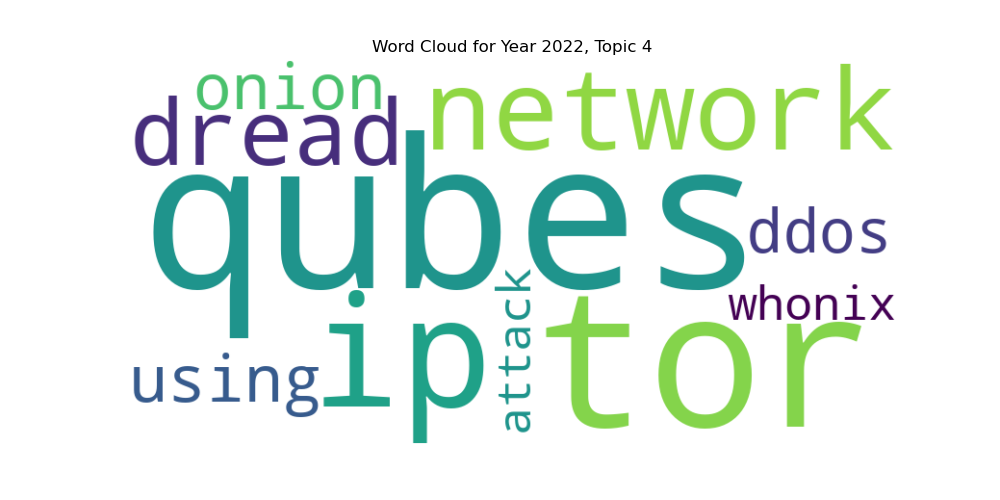 Word Cloud for Year 2022, Topic 4
onion
network
dread
qubes
ddos
whonix
ip
attack
tor
using